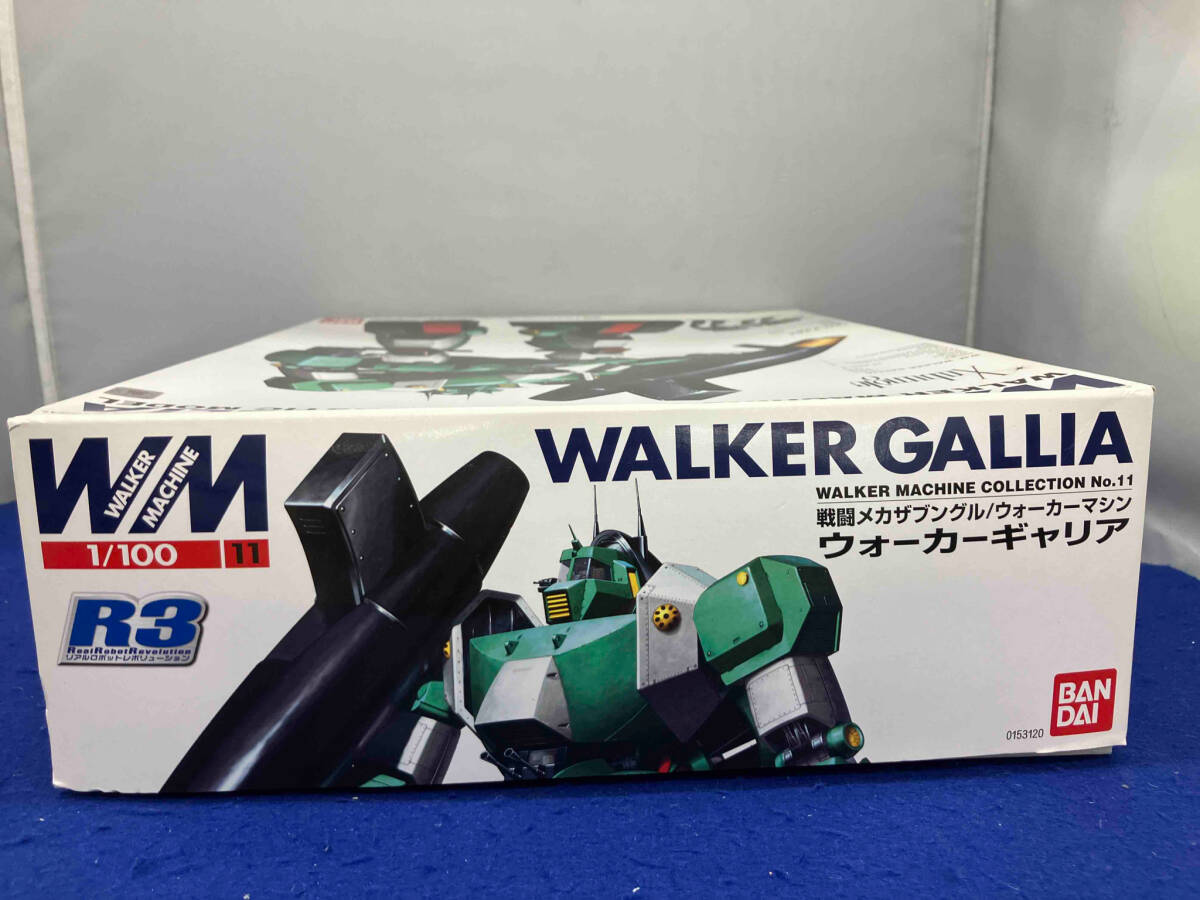 W/M
WALKER
MACHINE
1/100 11
R3
RealRobotRevolution
リアルロボットレボリューション
WALKER GALLIA
WALKER MACHINE COLLECTION No.11
戦闘メカザブングル/ウォーカーマシン
ウォーカーギャリア
BAN
DAI
0153120
BANDAI
Xabungle